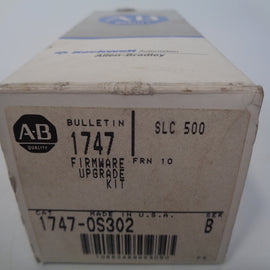 Rockwell Automation
Allen-Bradley
A-B
QUALITY
BULLETIN
1747
SLC 500
FIRMWARE
UPGRADE
KIT
FRN 10
CAT
MADE IN U.S.A.
SER
1747-OS302
B